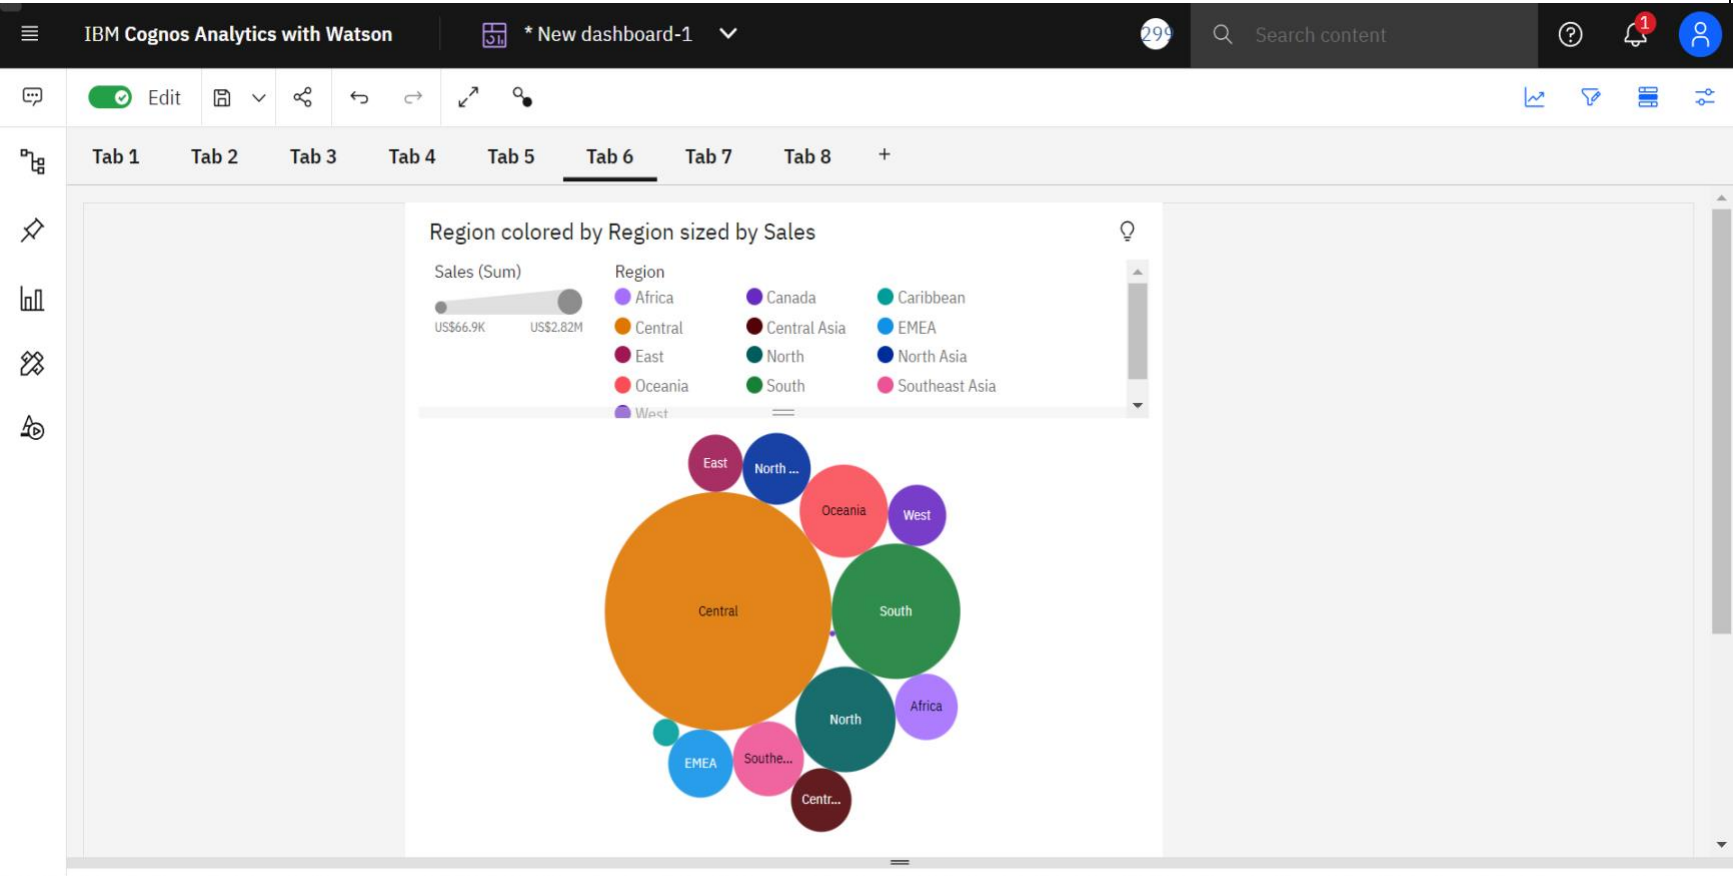 IBM Cognos Analytics with Watson
* New dashboard-1
299
Search content
1
Edit
Tab 1
Tab 2
Tab 3
Tab 4
Tab 5
Tab 6
Tab 7
Tab 8
+
Region colored by Region sized by Sales
Sales (Sum)
US$66.9K
US$2.82M
Region
Africa
Canada
Caribbean
Central
Central Asia
EMEA
East
North
North Asia
Oceania
South
Southeast Asia
West
East
North ...
Oceania
West
Central
South
Africa
North
EMEA
Southe...
Centr...